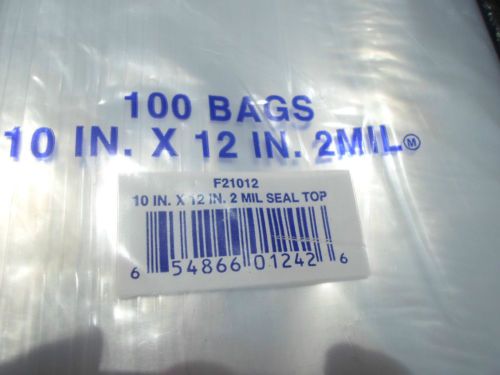 100 BAGS
10 IN. X 12 IN. 2MIL Ⓜ
F21012
10 IN. X 12 IN. 2 MIL SEAL TOP
6 54866 01242 6